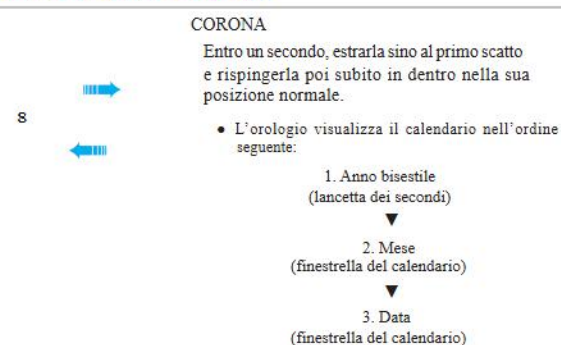 CORONA
Entro un secondo, estrarla sino al primo scatto
e rispingerla poi subito in dentro nella sua
posizione normale.
8
● L'orologio visualizza il calendario nell'ordine
seguente:
1. Anno bisestile
(lancetta dei secondi)
▼
2. Mese
(finestrella del calendario)
▼
3. Data
(finestrella del calendario)